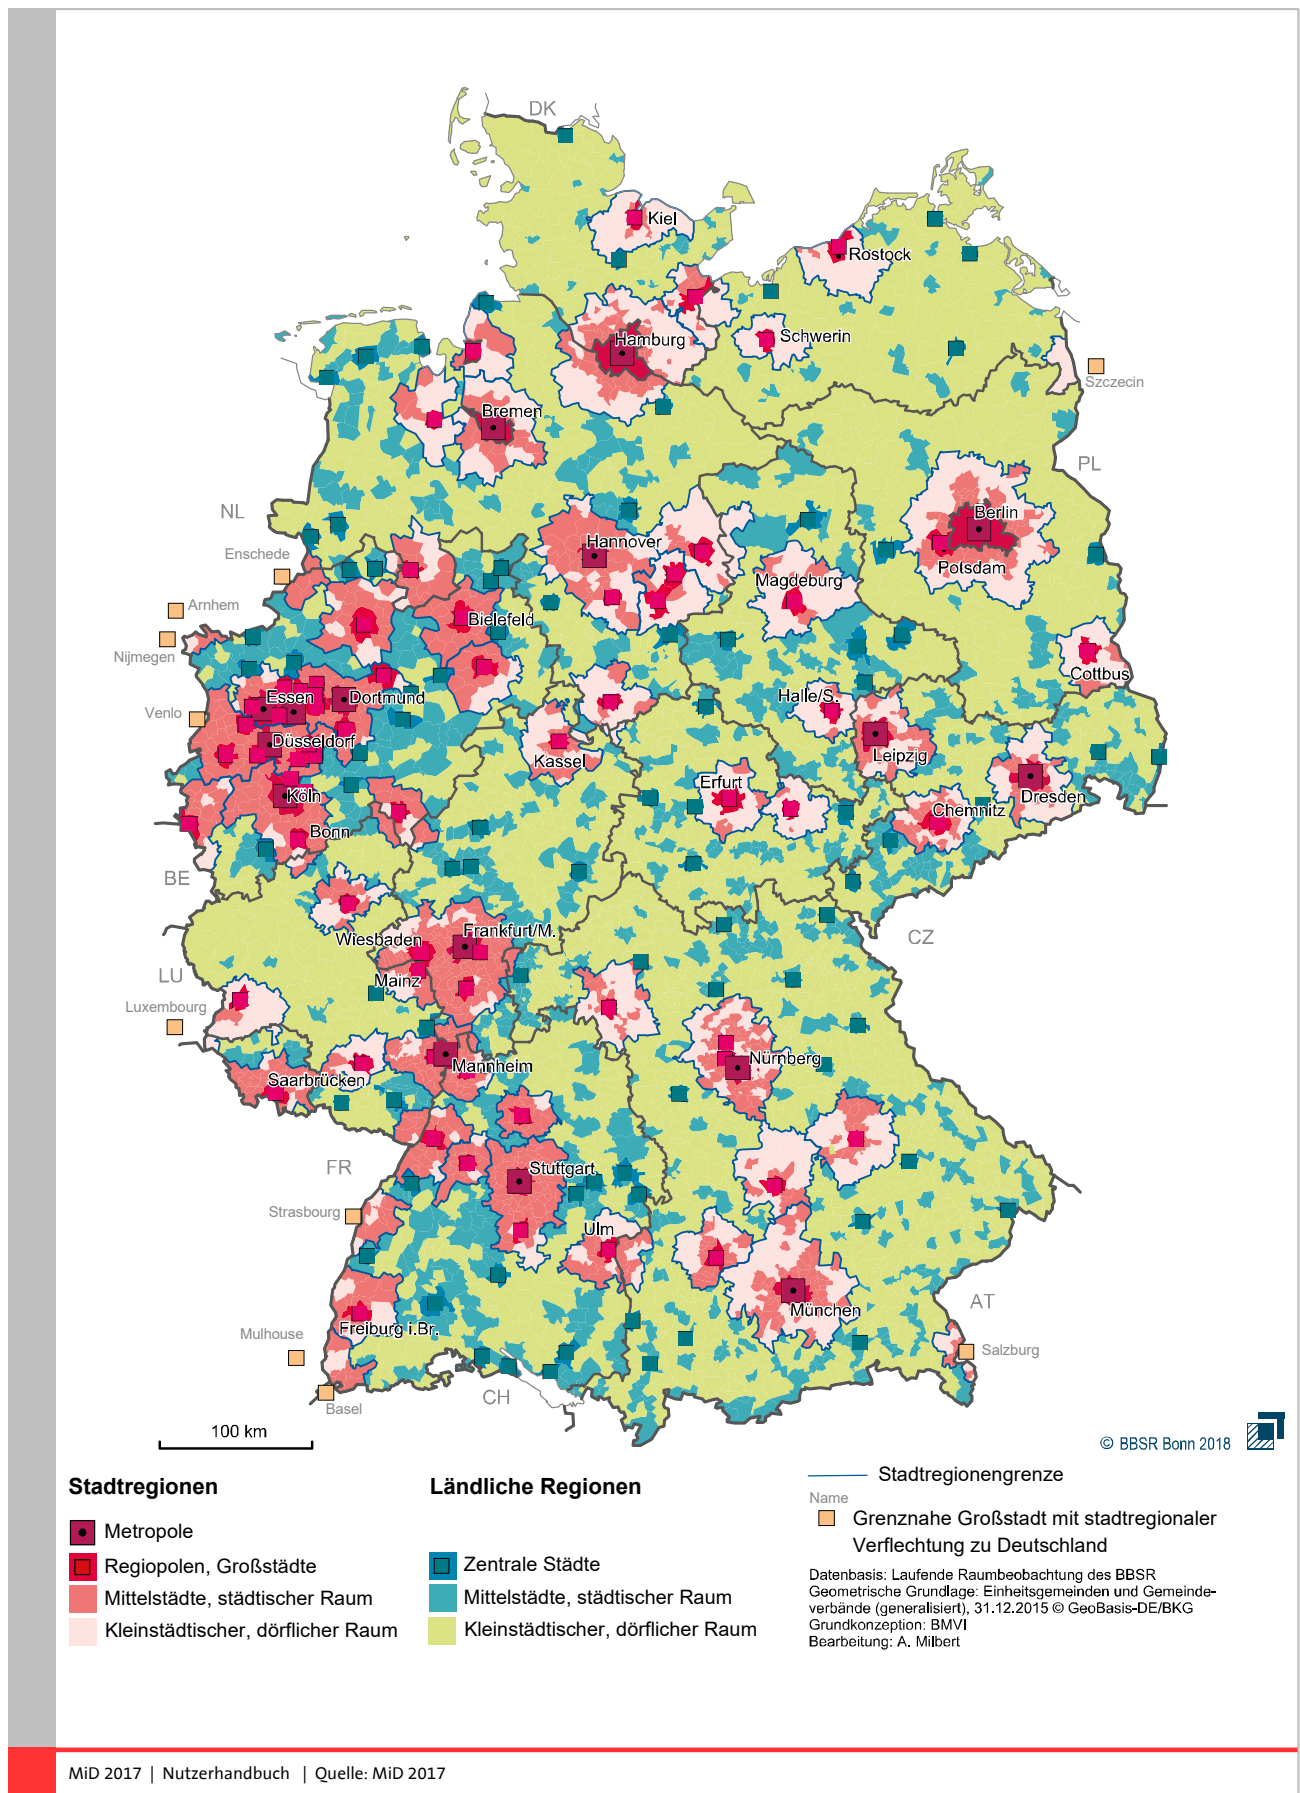 DK
Kiel
Rostock
Hamburg
Schwerin
Szczecin
Bremen
PL
NL
Berlin
Enschede
Hannover
Potsdam
Magdeburg
Arnhem
Bielefeld
Nijmegen
Cottbus
Essen
Dortmund
Halle/S.
Venlo
Düsseldorf
Kassel
Leipzig
Erfurt
Köln
Dresden
Chemnitz
Bonn
BE
Wiesbaden
Frankfurt/M.
CZ
LU
Mainz
Luxembourg
Nürnberg
Mannheim
Saarbrücken
FR
Stuttgart
Strasbourg
Ulm
AT
München
Freiburg i.Br.
Mulhouse
Salzburg
CH
Basel
100 km
© BBSR Bonn 2018
Stadtregionen
Metropole
Regiopolen, Großstädte
Mittelstädte, städtischer Raum
Kleinstädtischer, dörflicher Raum
Ländliche Regionen
Zentrale Städte
Mittelstädte, städtischer Raum
Kleinstädtischer, dörflicher Raum
Stadtregionengrenze
Name
Grenznahe Großstadt mit stadtregionaler
Verflechtung zu Deutschland
Datenbasis: Laufende Raumbeobachtung des BBSR
Geometrische Grundlage: Einheitsgemeinden und Gemeinde-
verbände (generalisiert), 31.12.2015 © GeoBasis-DE/BKG
Grundkonzeption: BMVI
Bearbeitung: A. Milbert
MiD 2017 | Nutzerhandbuch | Quelle: MiD 2017